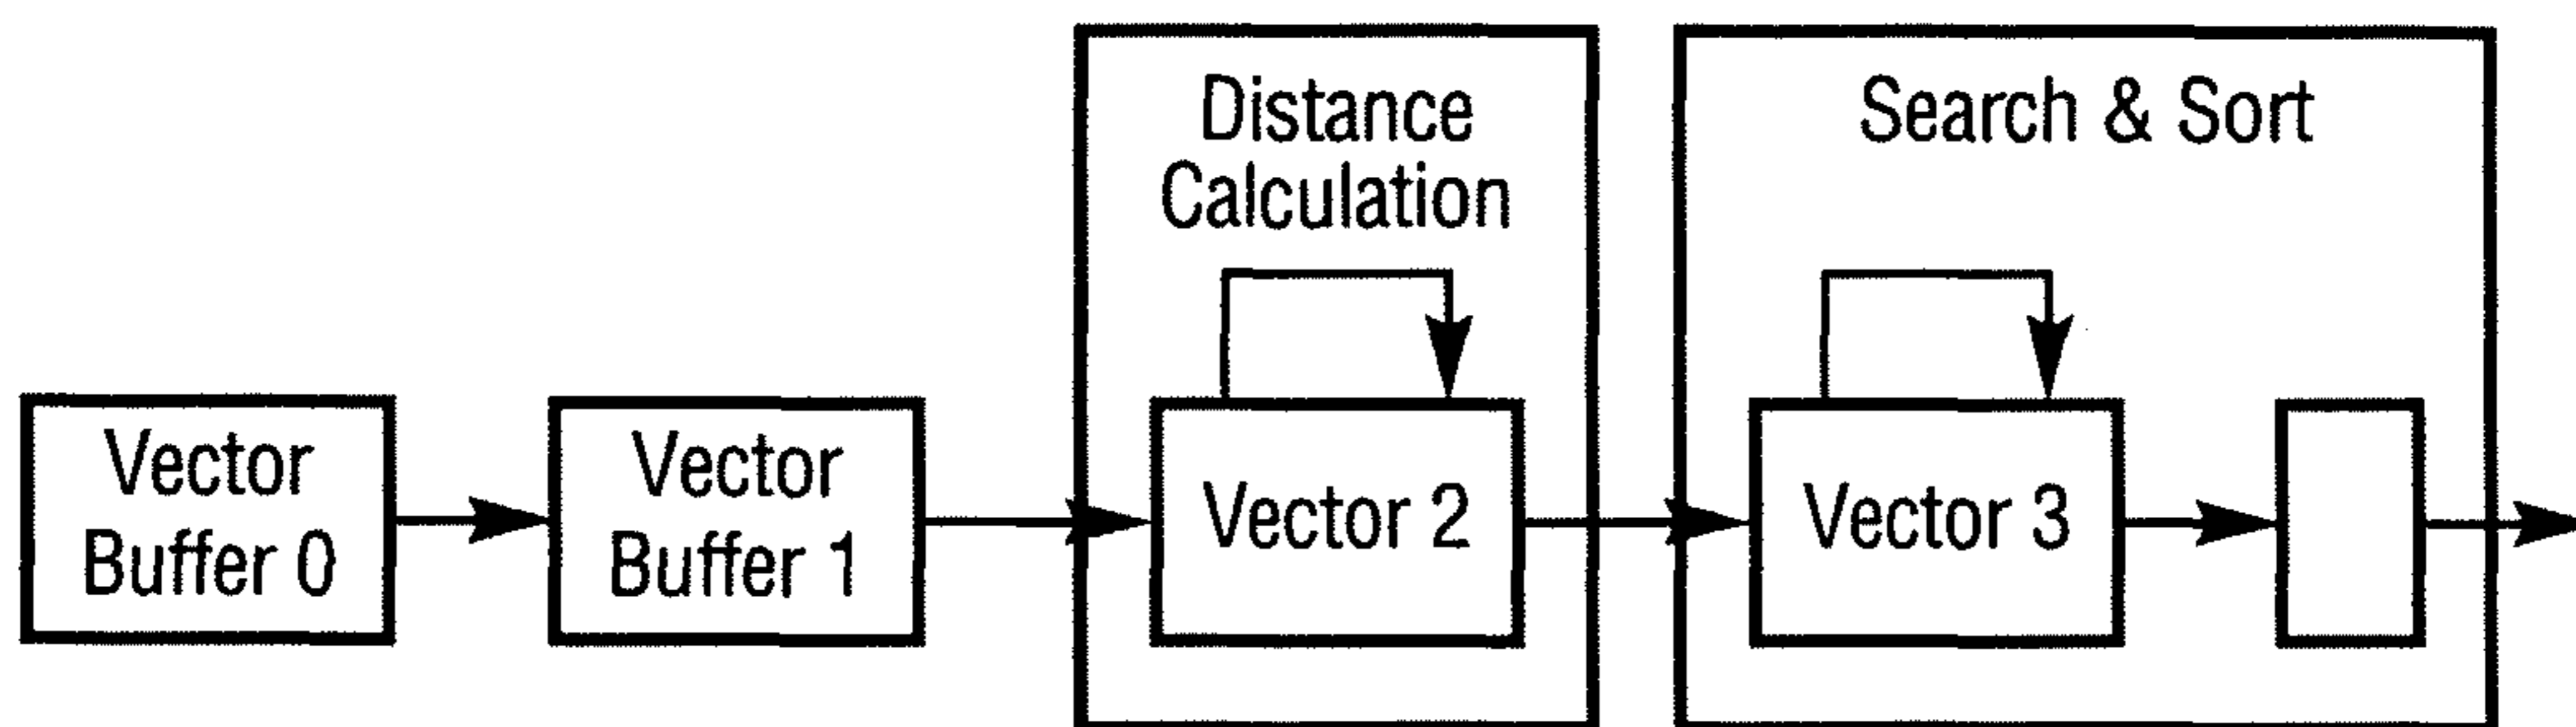 Distance
Calculation
Search & Sort
Vector
Buffer 0
Vector
Buffer 1
Vector 2
Vector 3